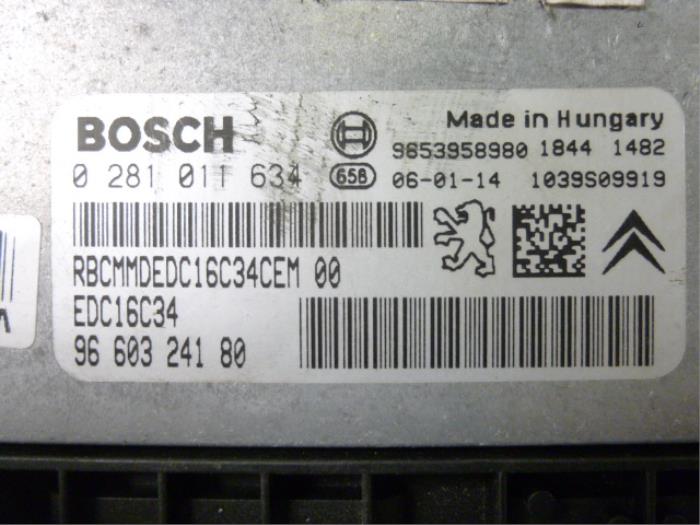 BOSCH
Made in Hungary
9653958980 1844 1482
0 281 011 634
658
06-01-14 1039S09919
RBCMMDEDC16C34CEM 00
EDC16C34
96 603 241 80